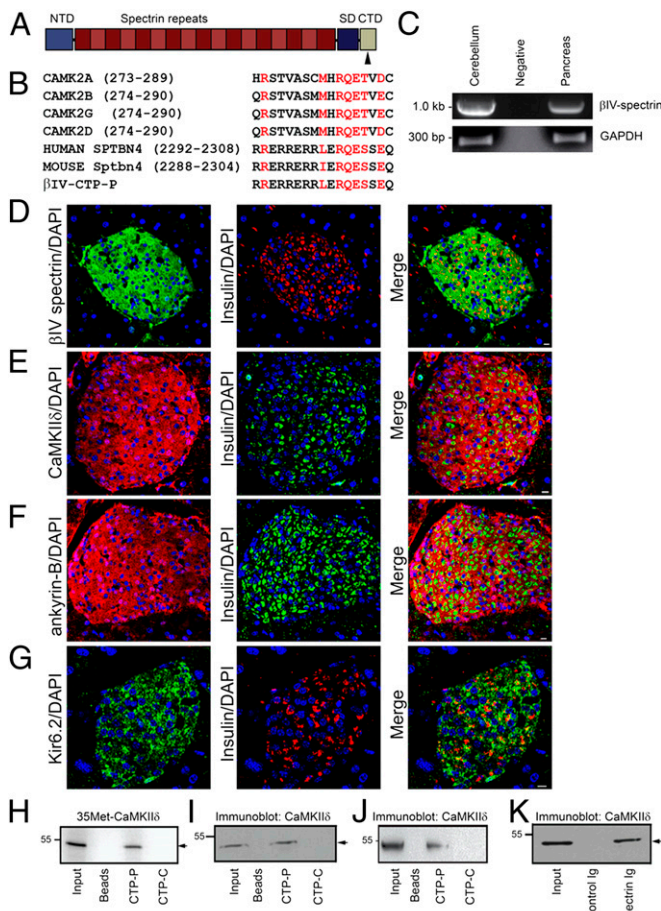 A
NTD Spectrin repeats SD CTD
B
CAMK2A (273-289) HRSTVASCMHRQETVDC
CAMK2B (274-290) QRSTVASMMHRQETVEC
CAMK2G (274-290) QRSTVASMMHRQETVEC
CAMK2D (274-290) QRSTVASMMHRQETVDC
HUMAN SPTBN4 (2292-2308) RRERRERRLRQESSEQ
MOUSE Sptbn4 (2288-2304) RRERRERRIRQESSEQ
βIV-CTP-P RRERRERRLRQESSEQ
C
Cerebellum
Negative
Pancreas
1.0 kb βIV-spectrin
300 bp GAPDH
D
βIV spectrin/DAPI
Insulin/DAPI
Merge
E
CaMKIIδ/DAPI
Insulin/DAPI
Merge
F
ankyrin-B/DAPI
Insulin/DAPI
Merge
G
Kir6.2/DAPI
Insulin/DAPI
Merge
H
35Met-CaMKIIδ
55
Input
Beads
CTP-P
CTP-C
I
Immunoblot: CaMKIIδ
55
Input
Beads
CTP-P
CTP-C
J
Immunoblot: CaMKIIδ
55
Input
Beads
CTP-P
CTP-C
K
Immunoblot: CaMKIIδ
55
Input
ontrol Ig
ectrin Ig